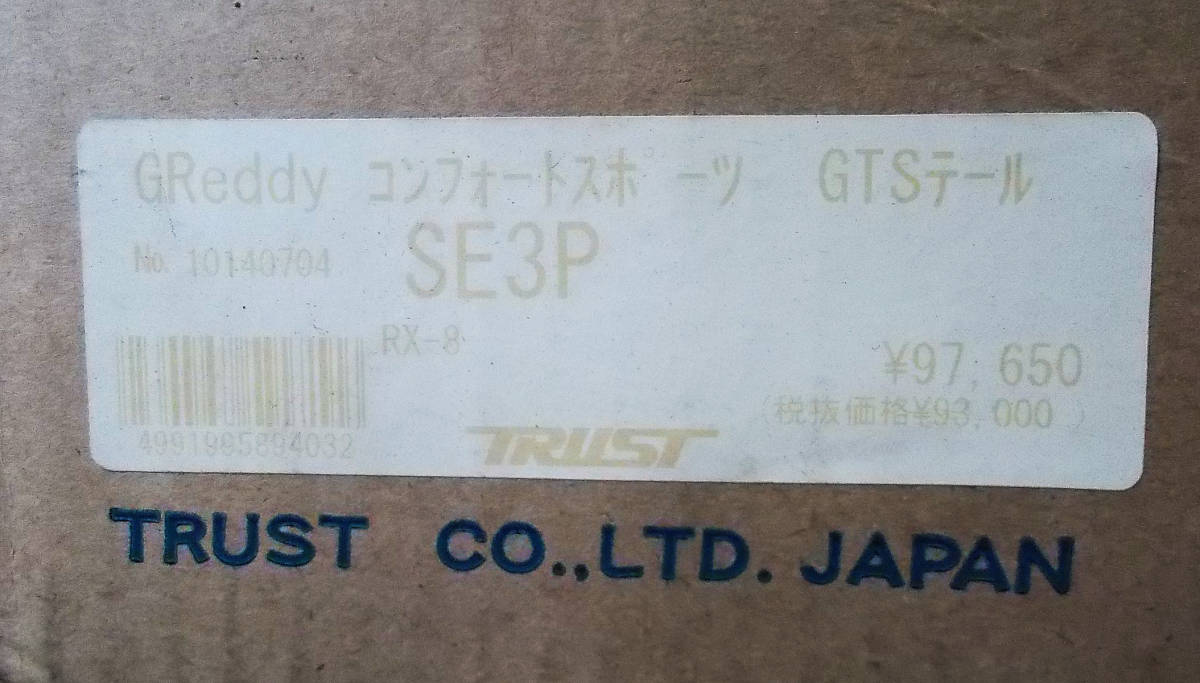 GReddy コンフォートスポーツ GTSテール
No. 10140704 SE3P
RX-8
¥97,650
(税抜価格¥93,000 )
4991995894032
TRUST
TRUST CO.,LTD. JAPAN